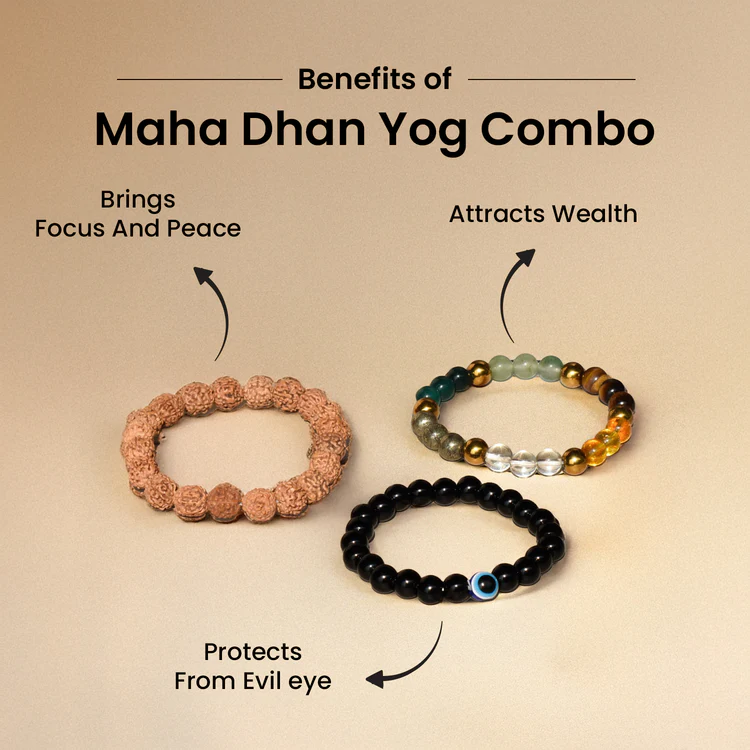 Benefits of
Maha Dhan Yog Combo
Brings
Focus And Peace
Attracts Wealth
Protects
From Evil eye